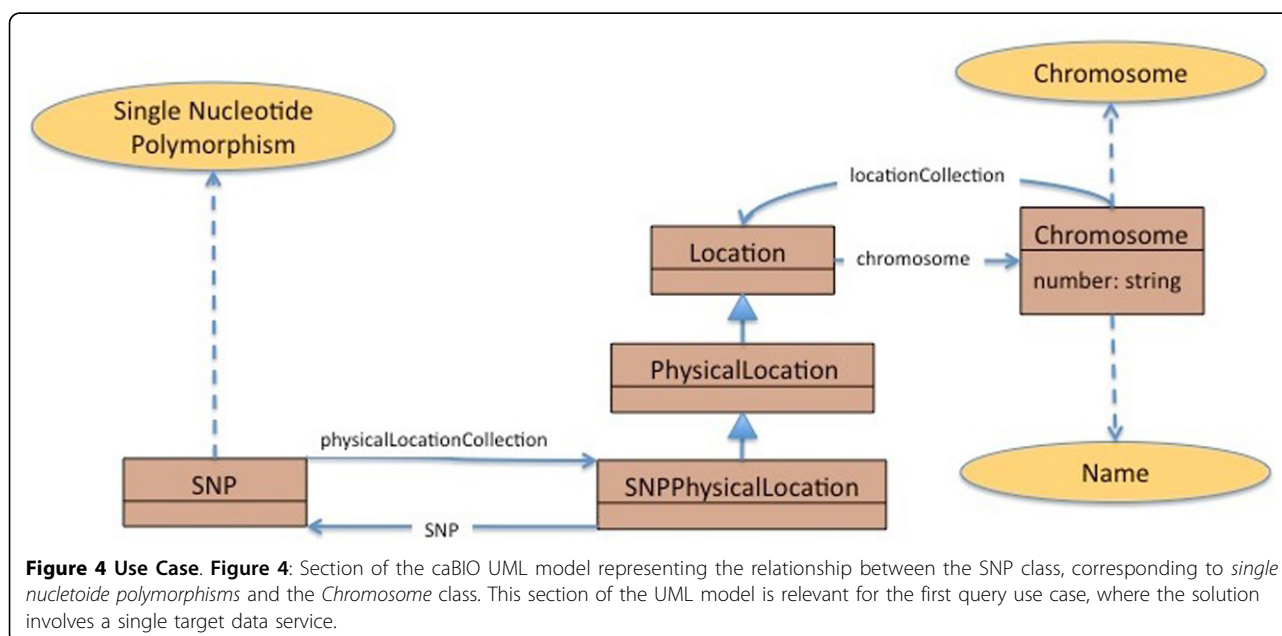 Single Nucleotide
Polymorphism
Chromosome
locationCollection
Location
chromosome
Chromosome
number: string
PhysicalLocation
physicalLocationCollection
SNP
SNPPhysicalLocation
SNP
Name
Figure 4 Use Case. Figure 4: Section of the caBIO UML model representing the relationship between the SNP class, corresponding to single
nucletoide polymorphisms and the Chromosome class. This section of the UML model is relevant for the first query use case, where the solution
involves a single target data service.